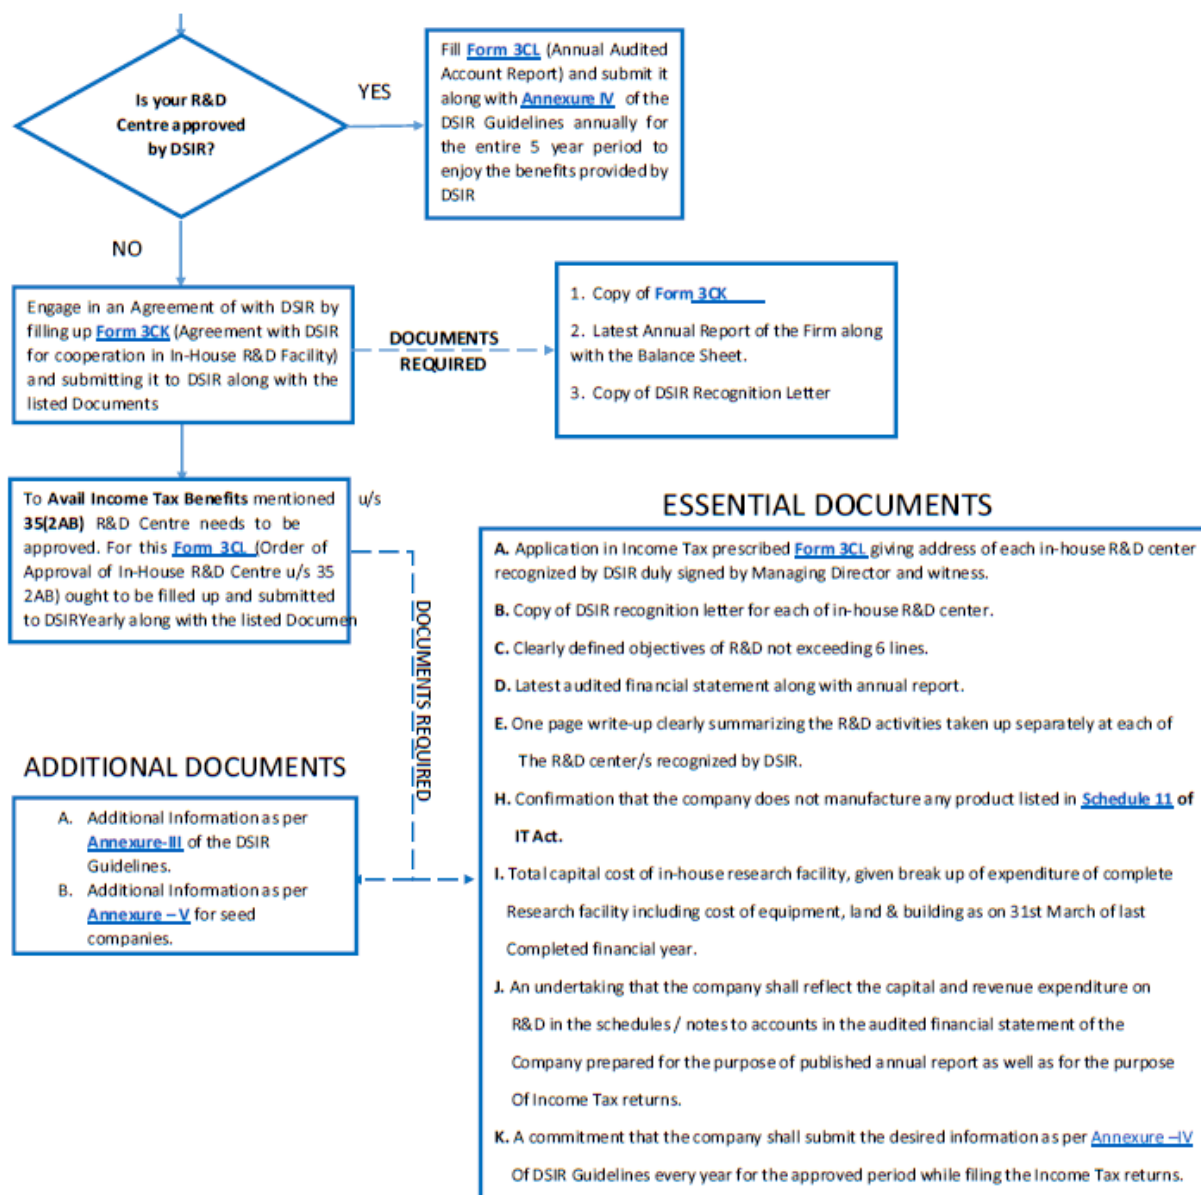 Is your R&D
Centre approved
by DSIR?
YES
Fill Form 3CL (Annual Audited
Account Report) and submit it
along with Annexure IV of the
DSIR Guidelines annually for
the entire 5 year period to
enjoy the benefits provided by
DSIR
NO
Engage in an Agreement of with DSIR by
filling up Form 3CK (Agreement with DSIR
for cooperation in In-House R&D Facility)
and submitting it to DSIR along with the
listed Documents
DOCUMENTS
REQUIRED
1. Copy of Form 3CK
2. Latest Annual Report of the Firm along
with the Balance Sheet.
3. Copy of DSIR Recognition Letter
To Avail Income Tax Benefits mentioned u/s
35(2AB) R&D Centre needs to be
approved. For this Form 3CL (Order of
Approval of In-House R&D Centre u/s 35
2AB) ought to be filled up and submitted
to DSIRYearly along with the listed Documen
DOCUMENTS REQUIRED
ADDITIONAL DOCUMENTS
A. Additional Information as per
Annexure-III of the DSIR
Guidelines.
B. Additional Information as per
Annexure – V for seed
companies.
ESSENTIAL DOCUMENTS
A. Application in Income Tax prescribed Form 3CL giving address of each in-house R&D center
recognized by DSIR duly signed by Managing Director and witness.
B. Copy of DSIR recognition letter for each of in-house R&D center.
C. Clearly defined objectives of R&D not exceeding 6 lines.
D. Latest audited financial statement along with annual report.
E. One page write-up clearly summarizing the R&D activities taken up separately at each of
The R&D center/s recognized by DSIR.
H. Confirmation that the company does not manufacture any product listed in Schedule 11 of
IT Act.
I. Total capital cost of in-house research facility, given break up of expenditure of complete
Research facility including cost of equipment, land & building as on 31st March of last
Completed financial year.
J. An undertaking that the company shall reflect the capital and revenue expenditure on
R&D in the schedules / notes to accounts in the audited financial statement of the
Company prepared for the purpose of published annual report as well as for the purpose
Of Income Tax returns.
K. A commitment that the company shall submit the desired information as per Annexure –IV
Of DSIR Guidelines every year for the approved period while filing the Income Tax returns.